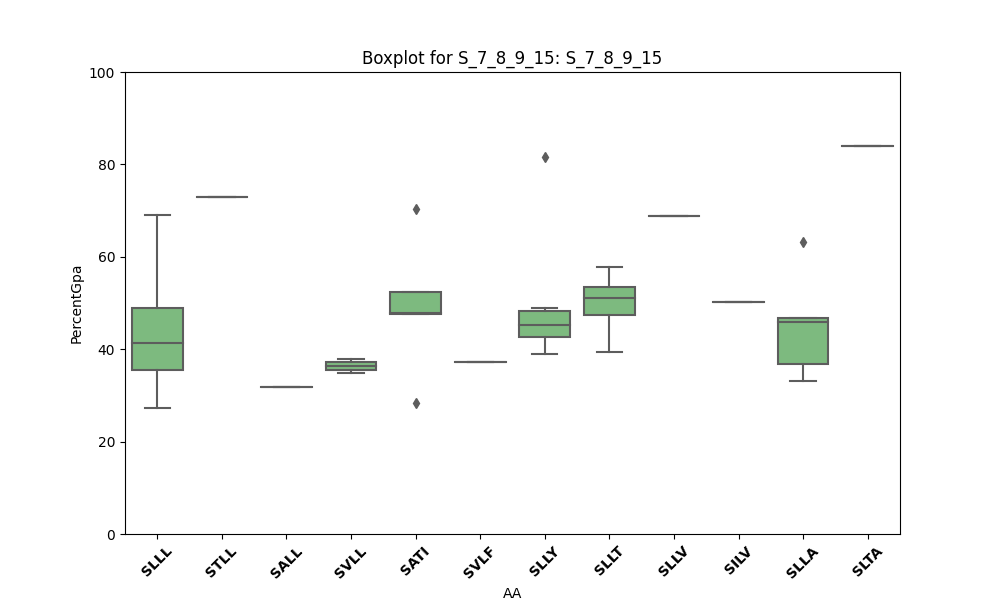 Boxplot for S_7_8_9_15: S_7_8_9_15
100
80
60
40
20
0
PercentGpa
SLLL
STLL
SALL
SVLL
SATI
SVLF
SLLY
SLLT
SLLV
SILV
SLLA
SLTA
AA